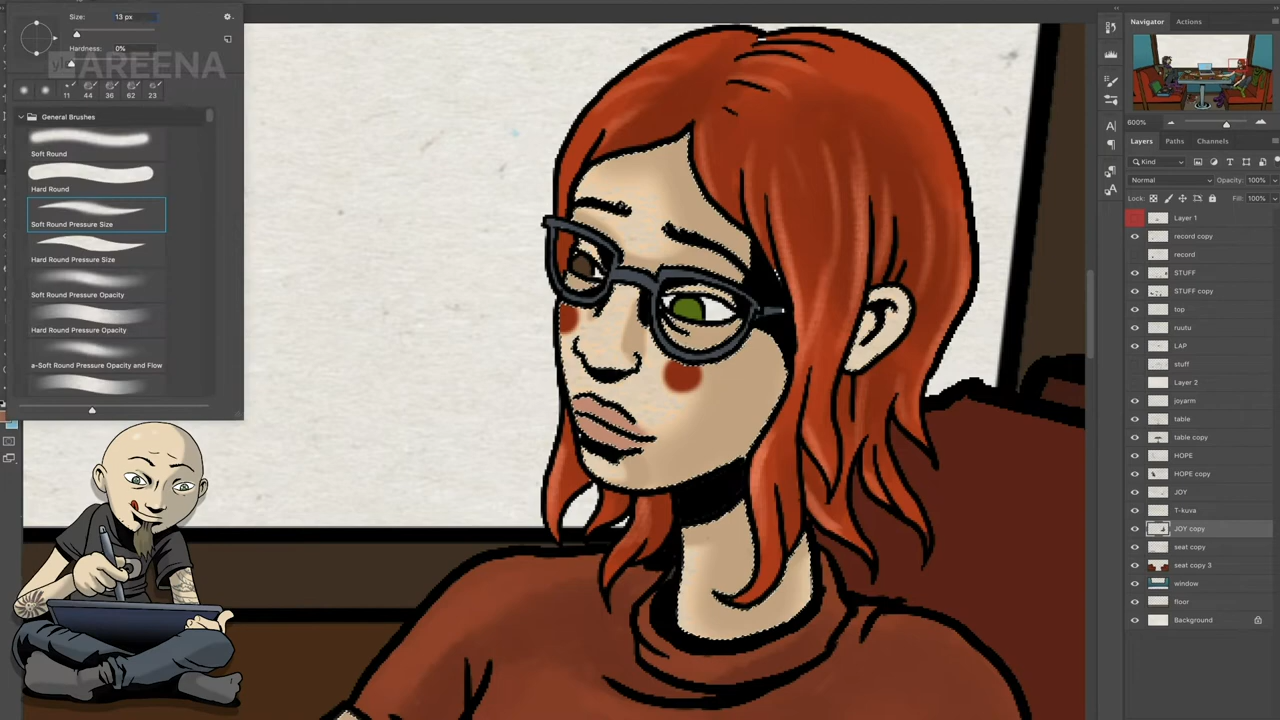 Size: 13 px
Hardness: 0%
yle AREENA
11 44 36 62 23
General Brushes
Soft Round
Hard Round
Soft Round Pressure Size
Hard Round Pressure Size
Soft Round Pressure Opacity
Hard Round Pressure Opacity
a-Soft Round Pressure Opacity and Flow
Navigator Actions
600%
Layers Paths Channels
Kind
Normal Opacity: 100%
Lock: Fill: 100%
Layer 1
record copy
record
STUFF
STUFF copy
top
ruutu
LAP
stuff
Layer 2
joyarm
table
table copy
HOPE
HOPE copy
JOY
T-kuva
JOY copy
seat copy
seat copy 3
window
floor
Background